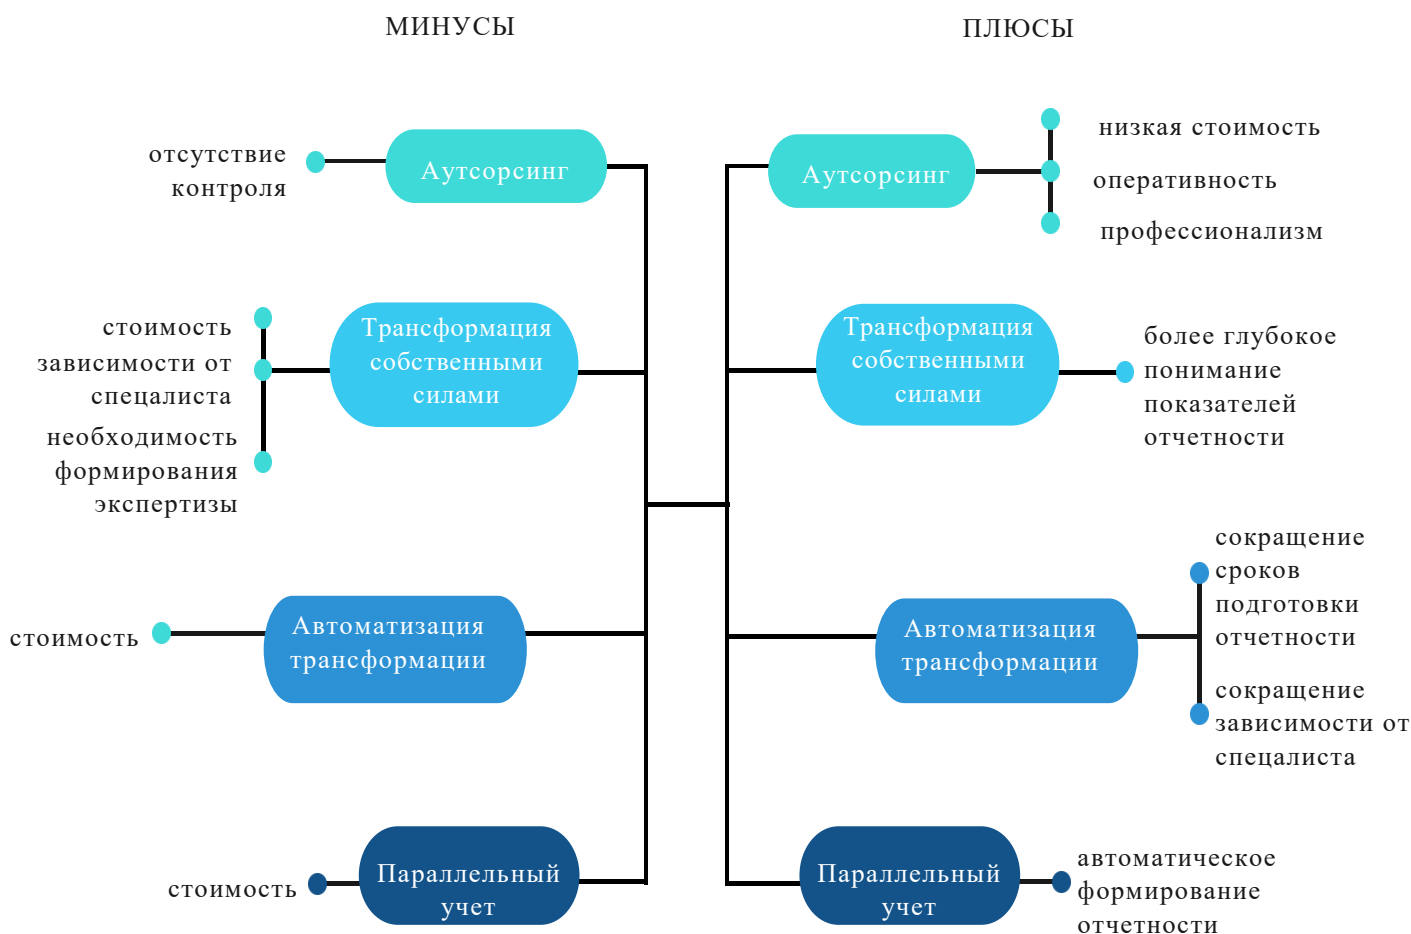 МИНУСЫ
ПЛЮСЫ
отсутствие
контроля
Аутсорсинг
Аутсорсинг
низкая стоимость
оперативность
профессионализм
стоимость
зависимости от
спецалиста
необходимость
формирования
экспертизы
Трансформация
собственными
силами
Трансформация
собственными
силами
более глубокое
понимание
показателей
отчетности
стоимость
Автоматизация
трансформации
Автоматизация
трансформации
сокращение
сроков
подготовки
отчетности
сокращение
зависимости от
спецалиста
стоимость
Параллельный
учет
Параллельный
учет
автоматическое
формирование
отчетности